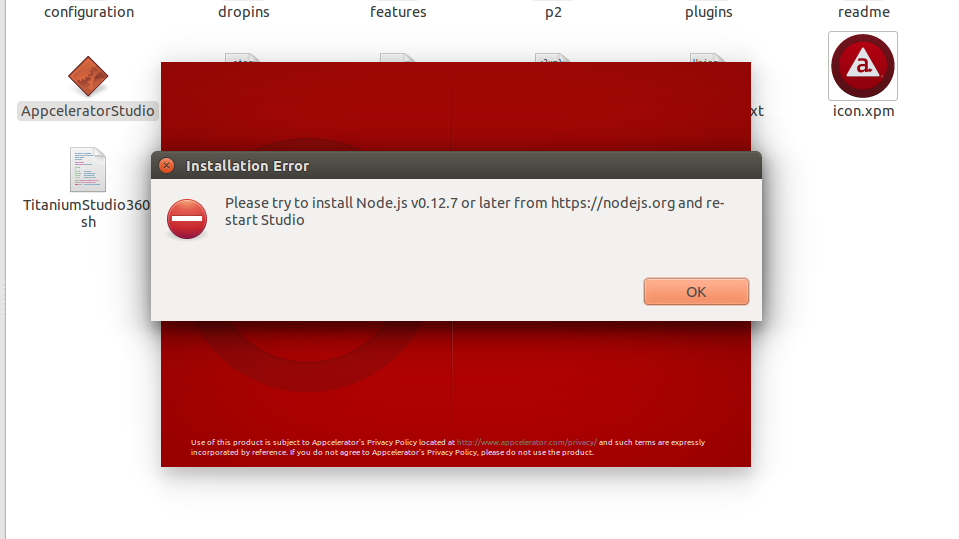 configuration dropins features p2 plugins readme
AppceleratorStudio xt icon.xpm
Installation Error
Please try to install Node.js v0.12.7 or later from https://nodejs.org and re-
start Studio
TitaniumStudio360
sh
OK
Use of this product is subject to Appcelerator's Privacy Policy located at http://www.appcelerator.com/privacy/ and such terms are expressly
incorporated by reference. If you do not agree to Appcelerator's Privacy Policy, please do not use the product.